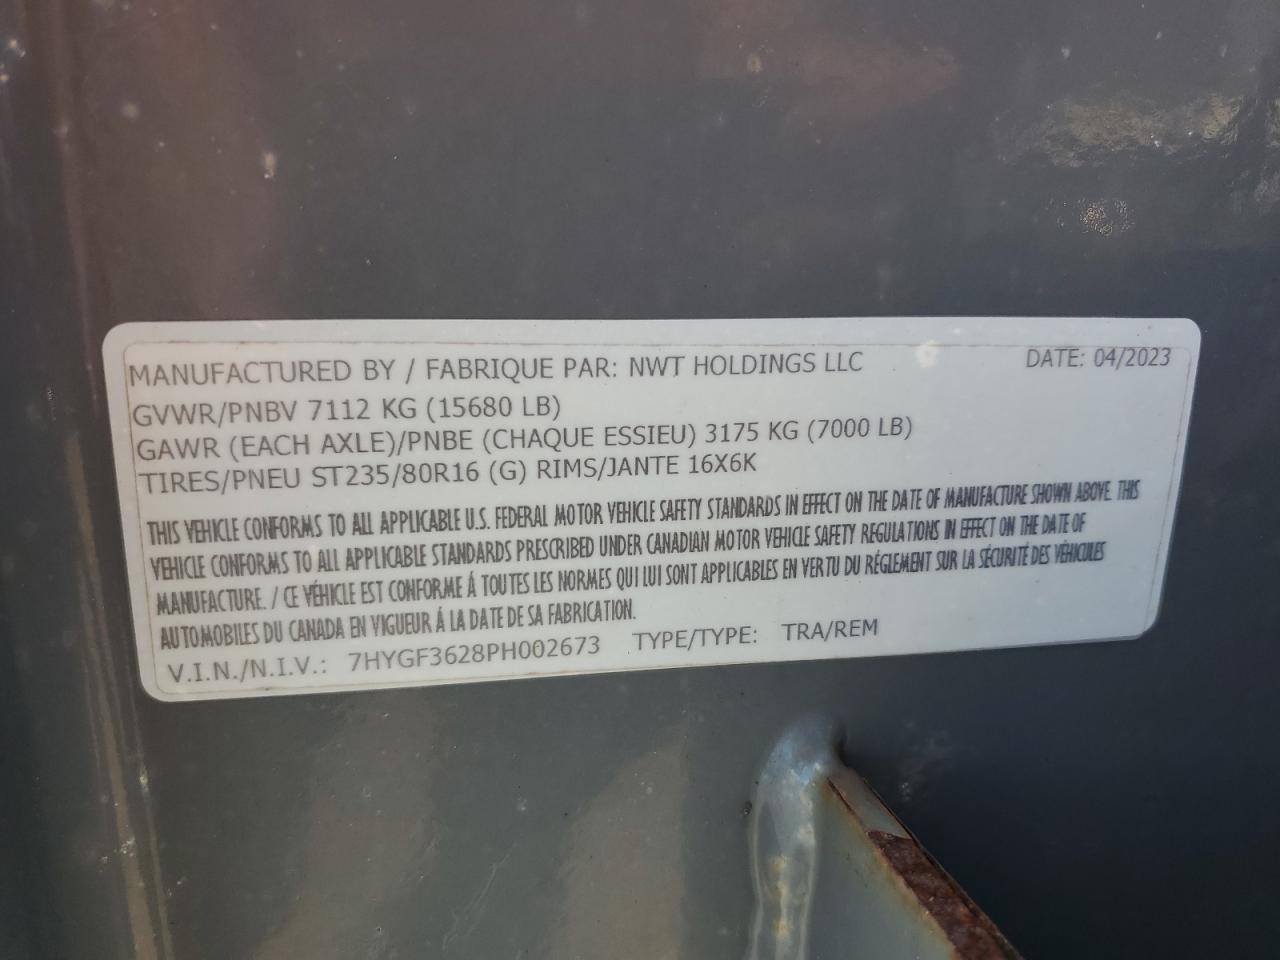 MANUFACTURED BY / FABRIQUE PAR: NWT HOLDINGS LLC DATE: 04/2023
GVWR/PNBV 7112 KG (15680 LB)
GAWR (EACH AXLE)/PNBE (CHAQUE ESSIEU) 3175 KG (7000 LB)
TIRES/PNEU ST235/80R16 (G) RIMS/JANTE 16X6K
THIS VEHICLE CONFORMS TO ALL APPLICABLE U.S. FEDERAL MOTOR VEHICLE SAFETY STANDARDS IN EFFECT ON THE DATE OF MANUFACTURE SHOWN ABOVE. THIS
VEHICLE CONFORMS TO ALL APPLICABLE STANDARDS PRESCRIBED UNDER CANADIAN MOTOR VEHICLE SAFETY REGULATIONS IN EFFECT ON THE DATE OF
MANUFACTURE. / CE VÉHICLE EST CONFORME Á TOUTES LES NORMES QUI LUI SONT APPLICABLES EN VERTU DU RÉGLEMENT SUR LA SÉCURITÉ DES VÉHICULES
AUTOMOBILES DU CANADA EN VIGUEUR Á LA DATE DE SA FABRICATION.
V.I.N./N.I.V.: 7HYGF3628PH002673 TYPE/TYPE: TRA/REM